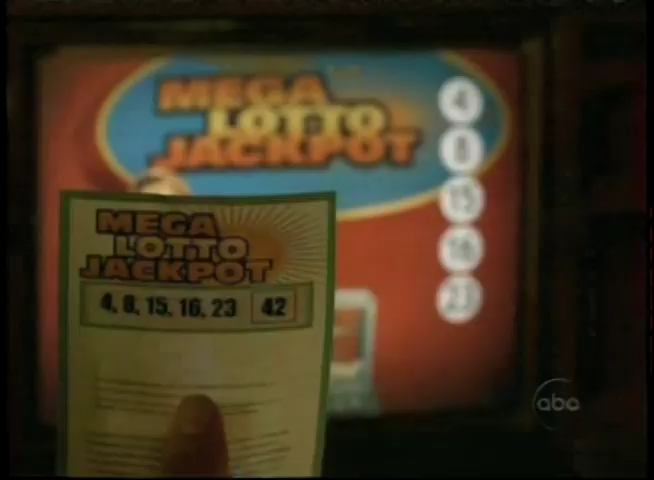 MEGA
LOTTO
JACKPOT
4
8
15
16
23
MEGA
LOTTO
JACKPOT
4, 8, 15, 16, 23 42
abc